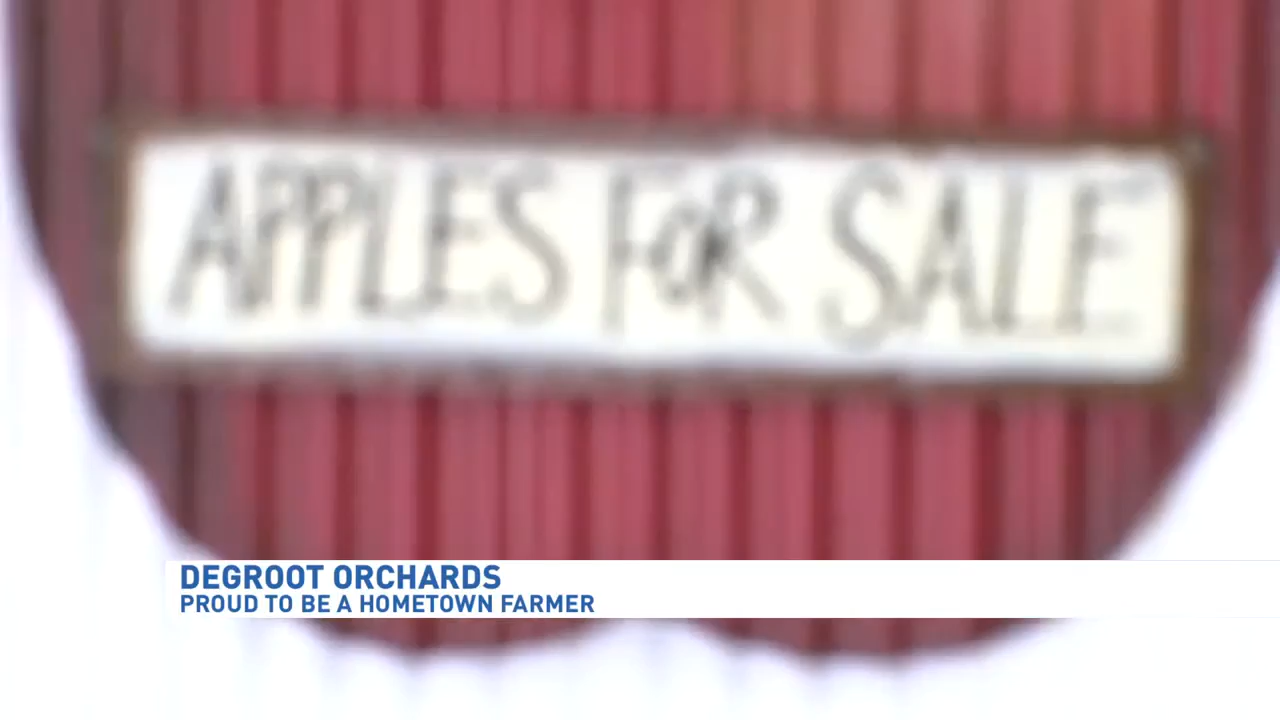 APPLES FOR SALE
DEGROOT ORCHARDS
PROUD TO BE A HOMETOWN FARMER